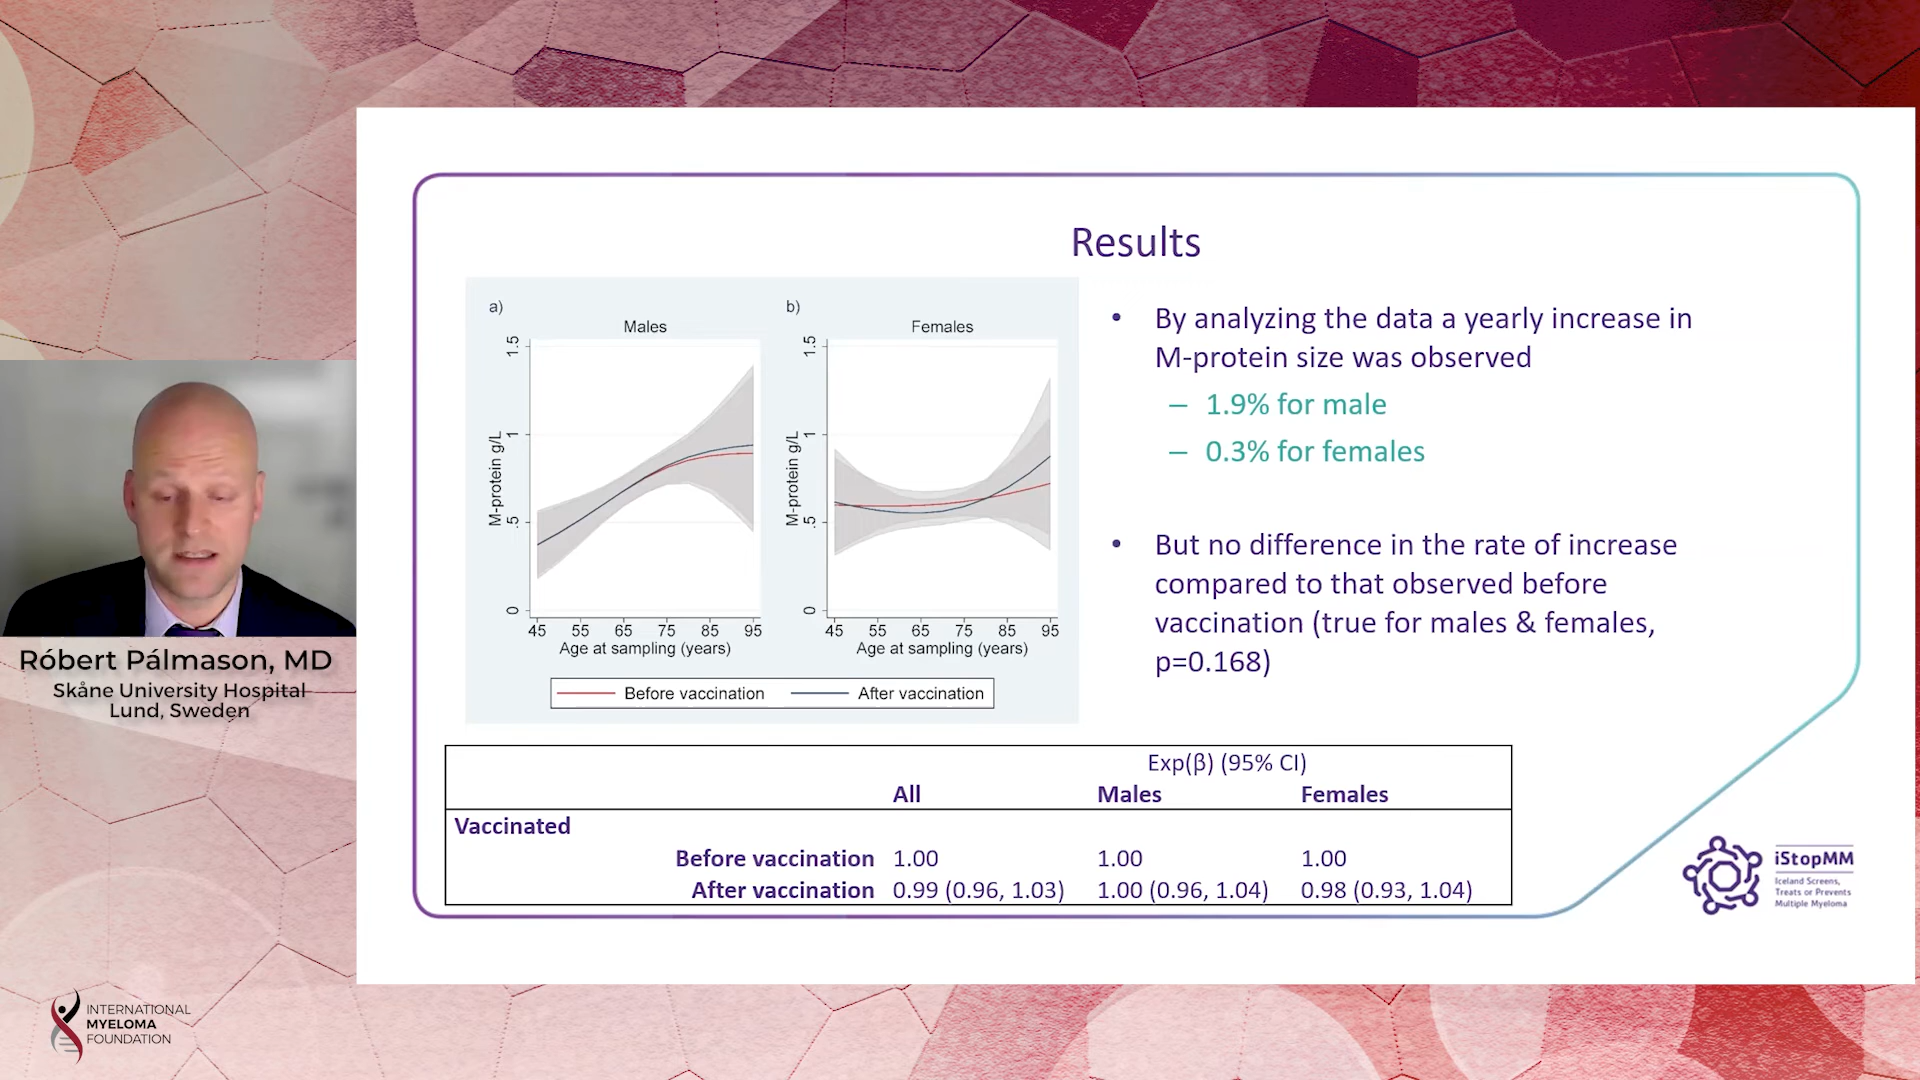 Results
a)
Males
M-protein g/L
1.5
1
.5
0
45 55 65 75 85 95
Age at sampling (years)
b)
Females
M-protein g/L
1.5
1
.5
0
45 55 65 75 85 95
Age at sampling (years)
Before vaccination After vaccination
• By analyzing the data a yearly increase in
M-protein size was observed
– 1.9% for male
– 0.3% for females
• But no difference in the rate of increase
compared to that observed before
vaccination (true for males & females,
p=0.168)
Exp(β) (95% CI)
All Males Females
Vaccinated
Before vaccination 1.00 1.00 1.00
After vaccination 0.99 (0.96, 1.03) 1.00 (0.96, 1.04) 0.98 (0.93, 1.04)
iStopMM
Iceland Screens,
Treats or Prevents
Multiple Myeloma
Róbert Pálmason, MD
Skåne University Hospital
Lund, Sweden
INTERNATIONAL
MYELOMA
FOUNDATION